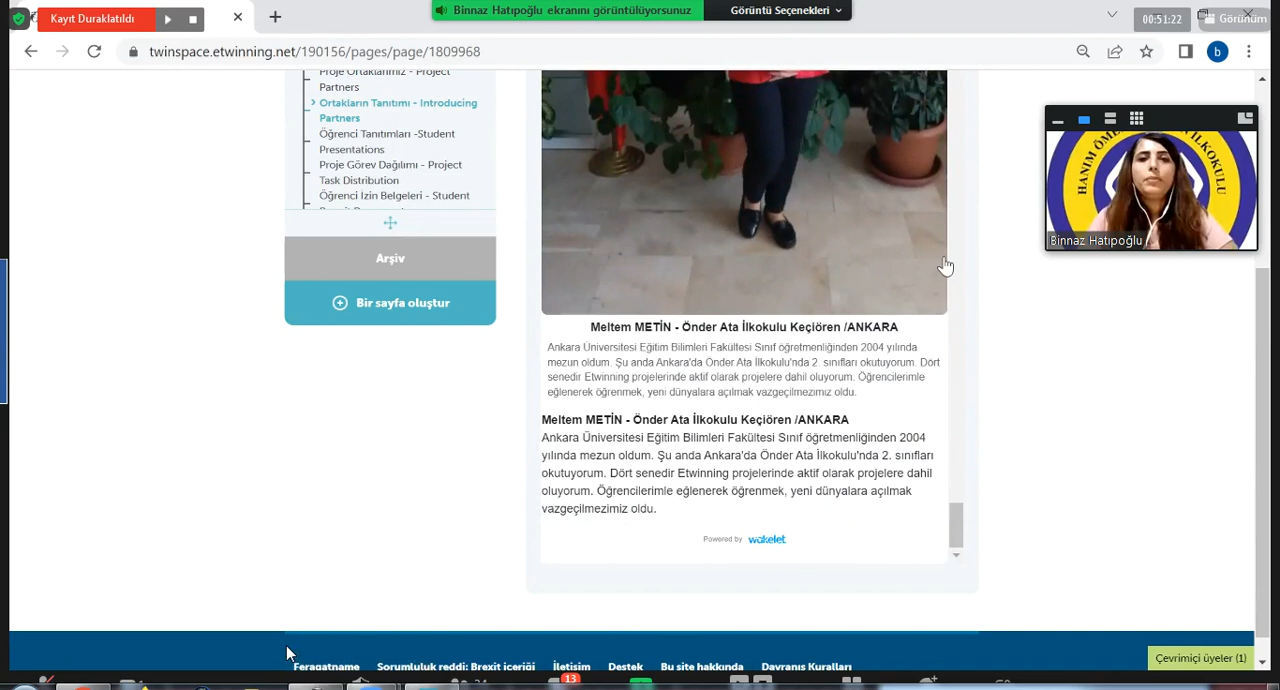 Kayıt Duraklatıldı
Binnaz Hatıpoğlu ekranını görüntülüyorsunuz
Görüntü Seçenekleri
00:51:22
Görünüm
twinspace.etwinning.net/190156/pages/page/1809968
b
Proje Ortaklarımız - Project
Partners
Ortakların Tanıtımı - Introducing
Partners
Öğrenci Tanıtımları -Student
Presentations
Proje Görev Dağılımı - Project
Task Distribution
Öğrenci İzin Belgeleri - Student
Arşiv
Bir sayfa oluştur
HANIM ÖME
N İLKOKULU
Binnaz Hatıpoğlu
Meltem METİN - Önder Ata İlkokulu Keçiören /ANKARA
Ankara Üniversitesi Eğitim Bilimleri Fakültesi Sınıf öğretmenliğinden 2004 yılında
mezun oldum. Şu anda Ankara'da Önder Ata İlkokulu'nda 2. sınıfları okutuyorum. Dört
senedir Etwinning projelerinde aktif olarak projelere dahil oluyorum. Öğrencilerimle
eğlenerek öğrenmek, yeni dünyalara açılmak vazgeçilmezimiz oldu.
Meltem METİN - Önder Ata İlkokulu Keçiören /ANKARA
Ankara Üniversitesi Eğitim Bilimleri Fakültesi Sınıf öğretmenliğinden 2004
yılında mezun oldum. Şu anda Ankara'da Önder Ata İlkokulu'nda 2. sınıfları
okutuyorum. Dört senedir Etwinning projelerinde aktif olarak projelere dahil
oluyorum. Öğrencilerimle eğlenerek öğrenmek, yeni dünyalara açılmak
vazgeçilmezimiz oldu.
Powered by wakelet
Feragatname
Sorumluluk reddi: Brexit içeriği
İletişim
Destek
Bu site hakkında
Davranış Kuralları
Çevrimiçi üyeler (1)
13